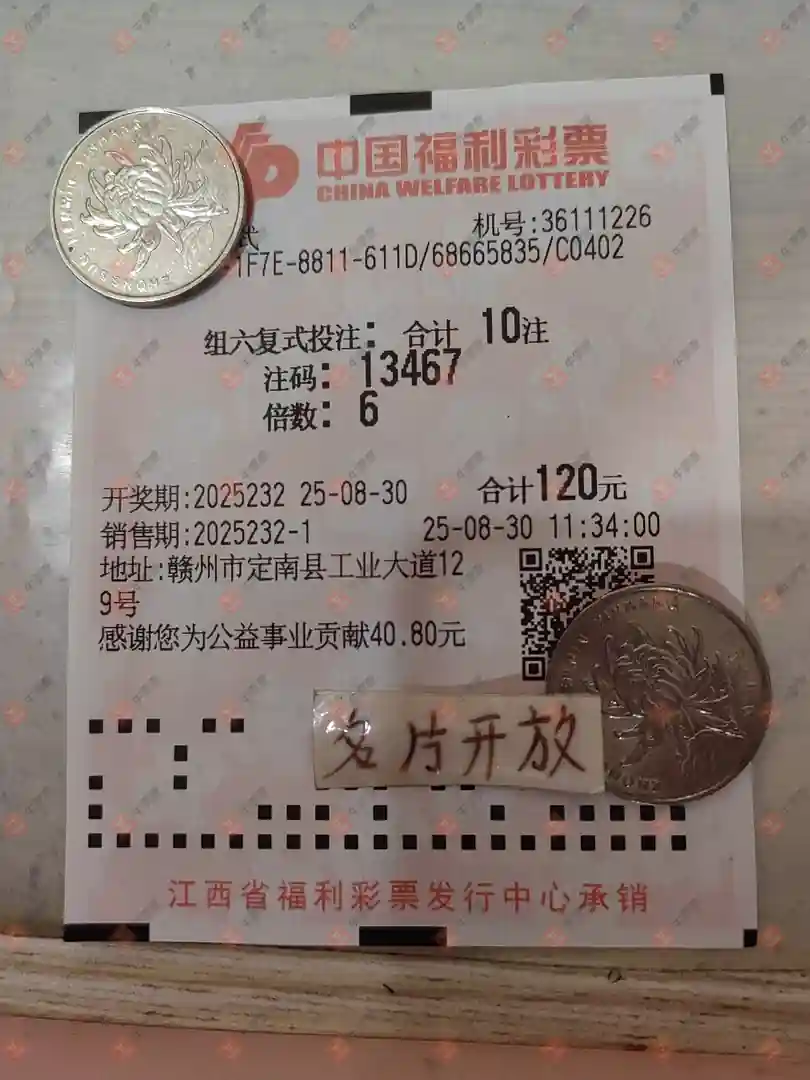 中国福利彩票
CHINA WELFARE LOTTERY
式 机号:36111226
-1F7E-8811-611D/68665835/C0402
组六复式投注: 合计 10注
注码: 13467
倍数: 6
开奖期:2025232 25-08-30 合计120元
销售期:2025232-1 25-08-30 11:34:00
地址:赣州市定南县工业大道12
9号
感谢您为公益事业贡献40.80元
名片开放
江西省福利彩票发行中心承销